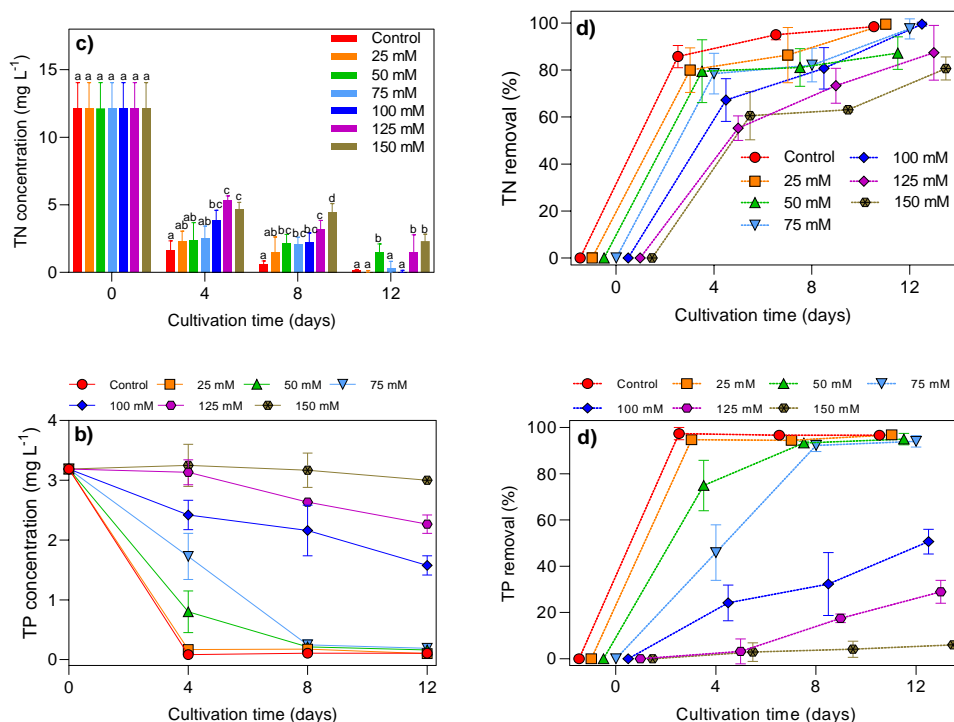 c)
Control
25 mM
50 mM
75 mM
100 mM
125 mM
150 mM
15
10
5
0
a a a a a a a
a ab ab ab bc c c
a ab bc bc bc c d
a a b a a b b
0 4 8 12
TN concentration (mg L⁻¹)
Cultivation time (days)
d)
100
80
60
40
20
0
Control
25 mM
50 mM
75 mM
100 mM
125 mM
150 mM
0 4 8 12
TN removal (%)
Cultivation time (days)
Control 25 mM 50 mM 75 mM
100 mM 125 mM 150 mM
b)
4
3
2
1
0
0 4 8 12
TP concentration (mg L⁻¹)
Cultivation time (days)
Control 25 mM 50 mM 75 mM
100 mM 125 mM 150 mM
d)
100
80
60
40
20
0
0 4 8 12
TP removal (%)
Cultivation time (days)